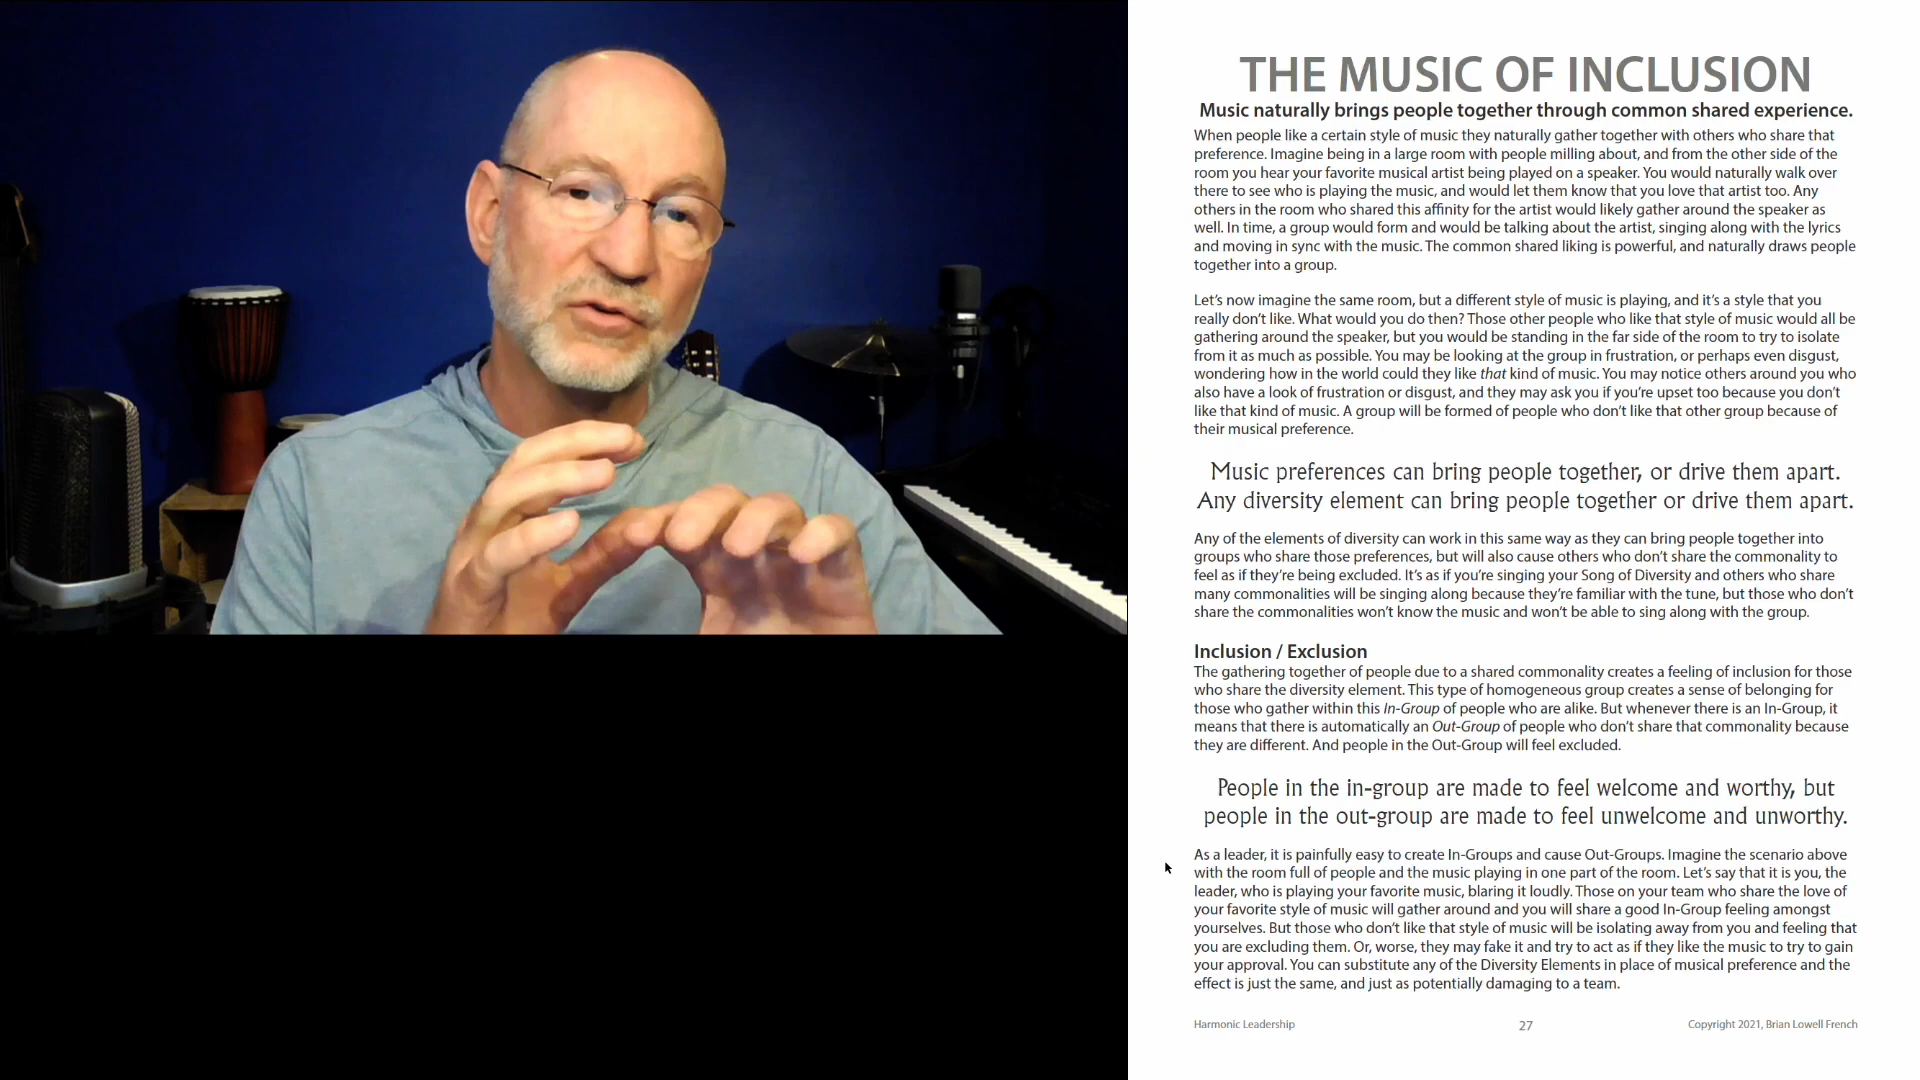 THE MUSIC OF INCLUSION
Music naturally brings people together through common shared experience.
When people like a certain style of music they naturally gather together with others who share that
preference. Imagine being in a large room with people milling about, and from the other side of the
room you hear your favorite musical artist being played on a speaker. You would naturally walk over
there to see who is playing the music, and would let them know that you love that artist too. Any
others in the room who shared this affinity for the artist would likely gather around the speaker as
well. In time, a group would form and would be talking about the artist, singing along with the lyrics
and moving in sync with the music. The common shared liking is powerful, and naturally draws people
together into a group.
Let's now imagine the same room, but a different style of music is playing, and it's a style that you
really don't like. What would you do then? Those other people who like that style of music would all be
gathering around the speaker, but you would be standing in the far side of the room to try to isolate
from it as much as possible. You may be looking at the group in frustration, or perhaps even disgust,
wondering how in the world could they like that kind of music. You may notice others around you who
also have a look of frustration or disgust, and they may ask you if you're upset too because you don't
like that kind of music. A group will be formed of people who don't like that other group because of
their musical preference.
Music preferences can bring people together, or drive them apart.
Any diversity element can bring people together or drive them apart.
Any of the elements of diversity can work in this same way as they can bring people together into
groups who share those preferences, but will also cause others who don't share the commonality to
feel as if they're being excluded. It's as if you're singing your Song of Diversity and others who share
many commonalities will be singing along because they're familiar with the tune, but those who don't
share the commonalities won't know the music and won't be able to sing along with the group.
Inclusion / Exclusion
The gathering together of people due to a shared commonality creates a feeling of inclusion for those
who share the diversity element. This type of homogeneous group creates a sense of belonging for
those who gather within this In-Group of people who are alike. But whenever there is an In-Group, it
means that there is automatically an Out-Group of people who don't share that commonality because
they are different. And people in the Out-Group will feel excluded.
People in the in-group are made to feel welcome and worthy, but
people in the out-group are made to feel unwelcome and unworthy.
As a leader, it is painfully easy to create In-Groups and cause Out-Groups. Imagine the scenario above
with the room full of people and the music playing in one part of the room. Let's say that it is you, the
leader, who is playing your favorite music, blaring it loudly. Those on your team who share the love of
your favorite style of music will gather around and you will share a good In-Group feeling amongst
yourselves. But those who don't like that style of music will be isolating away from you and feeling that
you are excluding them. Or, worse, they may fake it and try to act as if they like the music to try to gain
your approval. You can substitute any of the Diversity Elements in place of musical preference and the
effect is just the same, and just as potentially damaging to a team.
Harmonic Leadership 27 Copyright 2021, Brian Lowell French